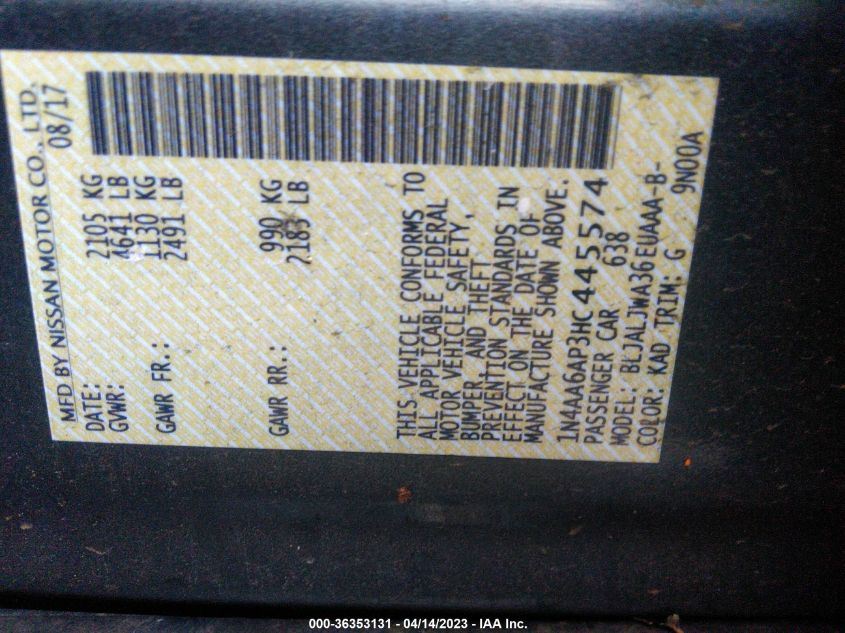 MFD BY NISSAN MOTOR CO., LTD.
DATE: 08/17
GVWR: 2105 KG
4641 LB
GAWR FR.: 1130 KG
2491 LB
GAWR RR.: 990 KG
2183 LB
THIS VEHICLE CONFORMS TO
ALL APPLICABLE FEDERAL
MOTOR VEHICLE SAFETY,
BUMPER AND THEFT
PREVENTION STANDARDS IN
EFFECT ON THE DATE OF
MANUFACTURE SHOWN ABOVE.
1N4AA6AP3HC445574
PASSENGER CAR 638
MODEL: BLJALJWA36EUAAA-B-
COLOR: KAD TRIM: G 9N00A
000-36353131 - 04/14/2023 - IAA Inc.